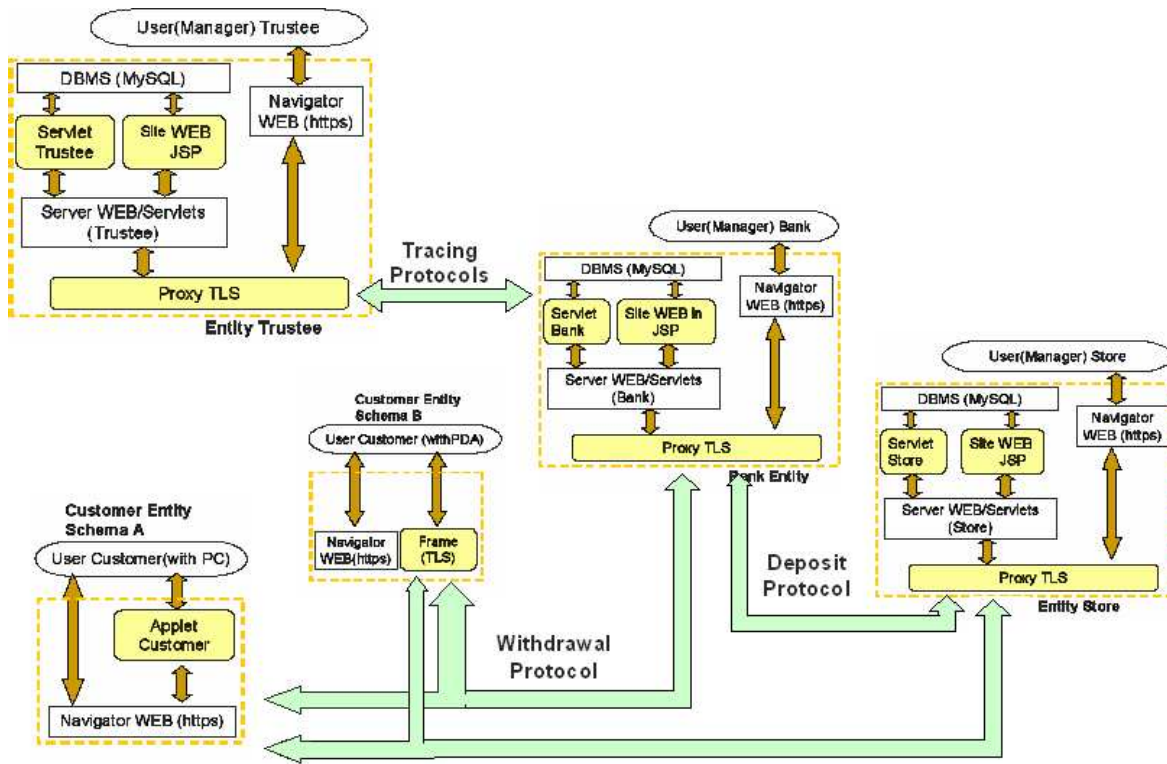 User(Manager) Trustee
DBMS (MySQL)
Navigator
WEB (https)
Servlet
Trustee
Site WEB
JSP
Server WEB/Servlets
(Trustee)
Proxy TLS
Entity Trustee
Tracing
Protocols
User(Manager) Bank
DBMS (MySQL)
Navigator
WEB (https)
Servlet
Bank
Site WEB in
JSP
Server WEB/Servlets
(Bank)
Proxy TLS
Bank Entity
User(Manager) Store
DBMS (MySQL)
Navigator
WEB (https)
Servlet
Store
Site WEB
JSP
Server WEB/Servlets
(Store)
Proxy TLS
Entity Store
Customer Entity
Schema B
User Customer (withPDA)
Navigator
WEB(https)
Frame
(TLS)
Customer Entity
Schema A
User Customer(with PC)
Applet
Customer
Navigator WEB (https)
Deposit
Protocol
Withdrawal
Protocol